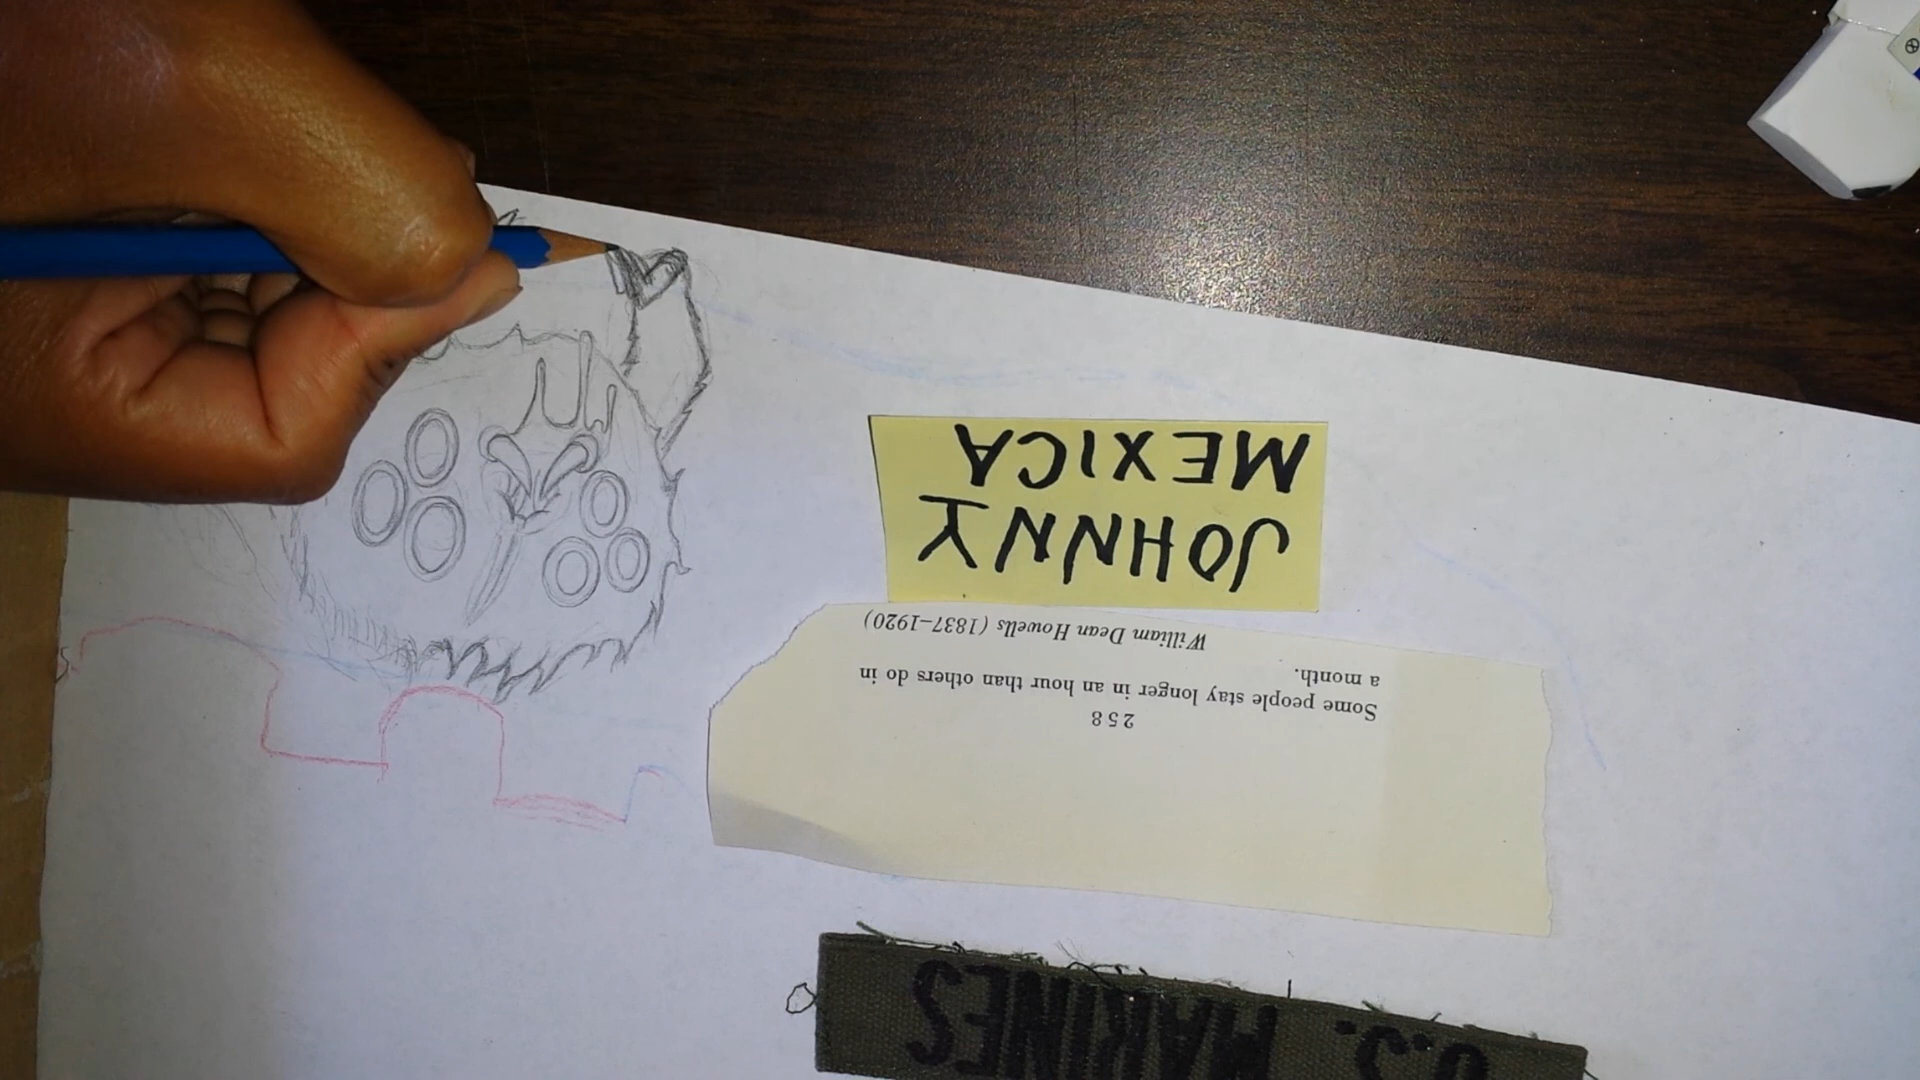 U.S. MARINES
258
Some people stay longer in an hour than others do in
a month.
William Dean Howells (1837–1920)
JOHNNY
MEXICA